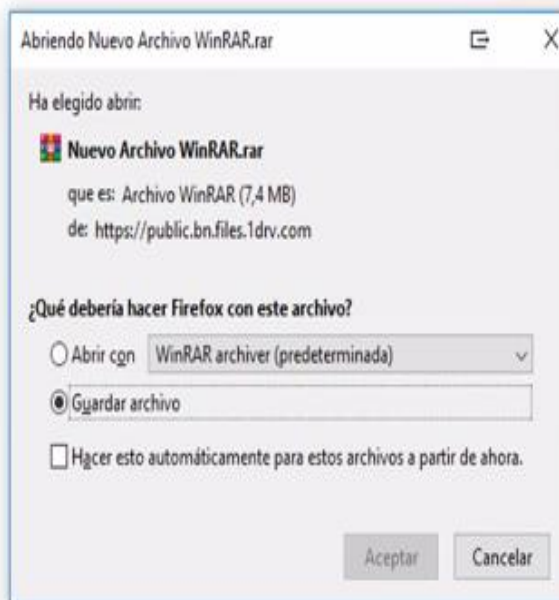 Abriendo Nuevo Archivo WinRAR.rar
Ha elegido abrir:
Nuevo Archivo WinRAR.rar
que es: Archivo WinRAR (7,4 MB)
de: https://public.bn.files.1drv.com
¿Qué debería hacer Firefox con este archivo?
Abrir con WinRAR archiver (predeterminada)
Guardar archivo
Hacer esto automáticamente para estos archivos a partir de ahora.
Aceptar Cancelar